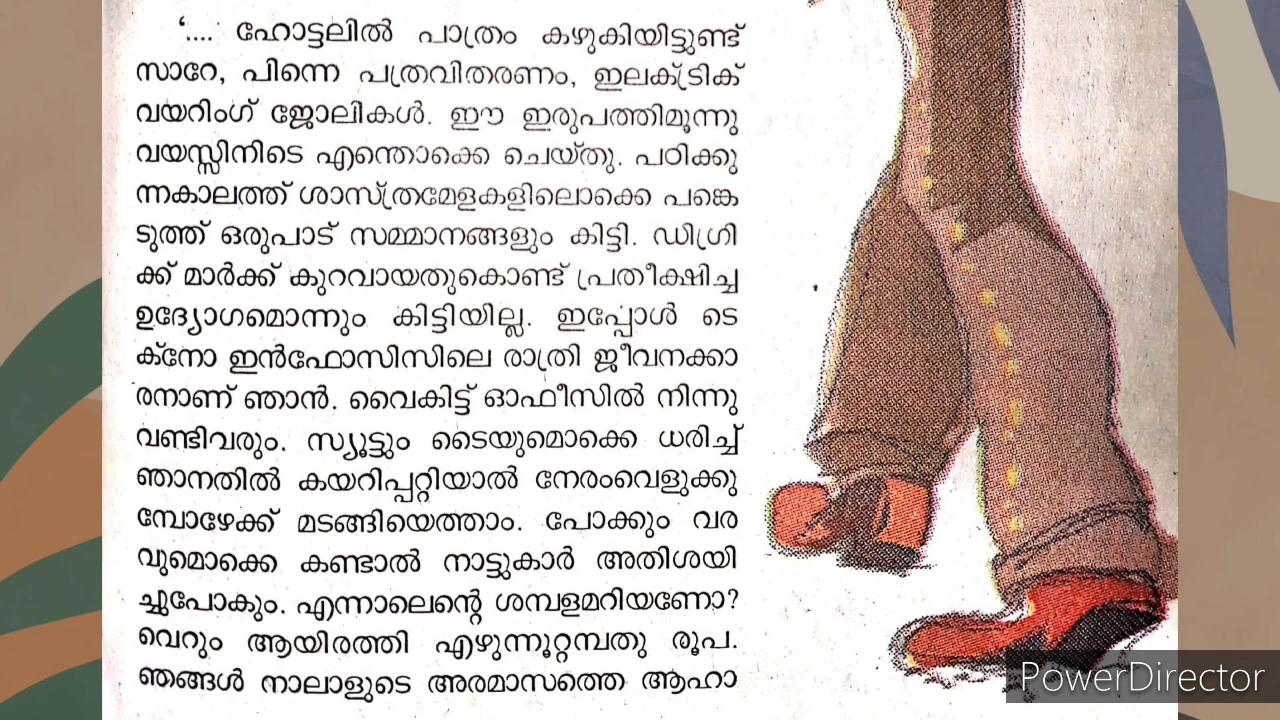 ‘.... ഹോട്ടലിൽ പാത്രം കഴുകിയിട്ടുണ്ട്
സാറേ, പിന്നെ പത്രവിതരണം, ഇലക്ട്രിക്
വയറിംഗ് ജോലികൾ. ഈ ഇരുപത്തിമൂന്നു
വയസ്സിനിടെ എന്തൊക്കെ ചെയ്തു. പഠിക്കു
ന്നകാലത്ത് ശാസ്ത്രമേളകളിലൊക്കെ പങ്കെ
ടുത്ത് ഒരുപാട് സമ്മാനങ്ങളും കിട്ടി. ഡിഗ്രി
ക്ക് മാർക്ക് കുറവായതുകൊണ്ട് പ്രതീക്ഷിച്ച
ഉദ്യോഗമൊന്നും കിട്ടിയില്ല. ഇപ്പോൾ ടെ
ക്നോ ഇൻഫോസിസിലെ രാത്രി ജീവനക്കാ
രനാണ് ഞാൻ. വൈകിട്ട് ഓഫീസിൽ നിന്നു
വണ്ടിവരും. സ്യൂട്ടും ടൈയുമൊക്കെ ധരിച്ച്
ഞാനതിൽ കയറിപ്പറ്റിയാൽ നേരംവെളുക്കു
മ്പോഴേക്ക് മടങ്ങിയെത്താം. പോക്കും വര
വുമൊക്കെ കണ്ടാൽ നാട്ടുകാർ അതിശയി
ച്ചുപോകും. എന്നാലെന്റെ ശമ്പളമറിയണോ?
വെറും ആയിരത്തി എഴുന്നൂറ്റമ്പതു രൂപ.
ഞങ്ങൾ നാലാളുടെ അരമാസത്തെ ആഹാ
PowerDirector